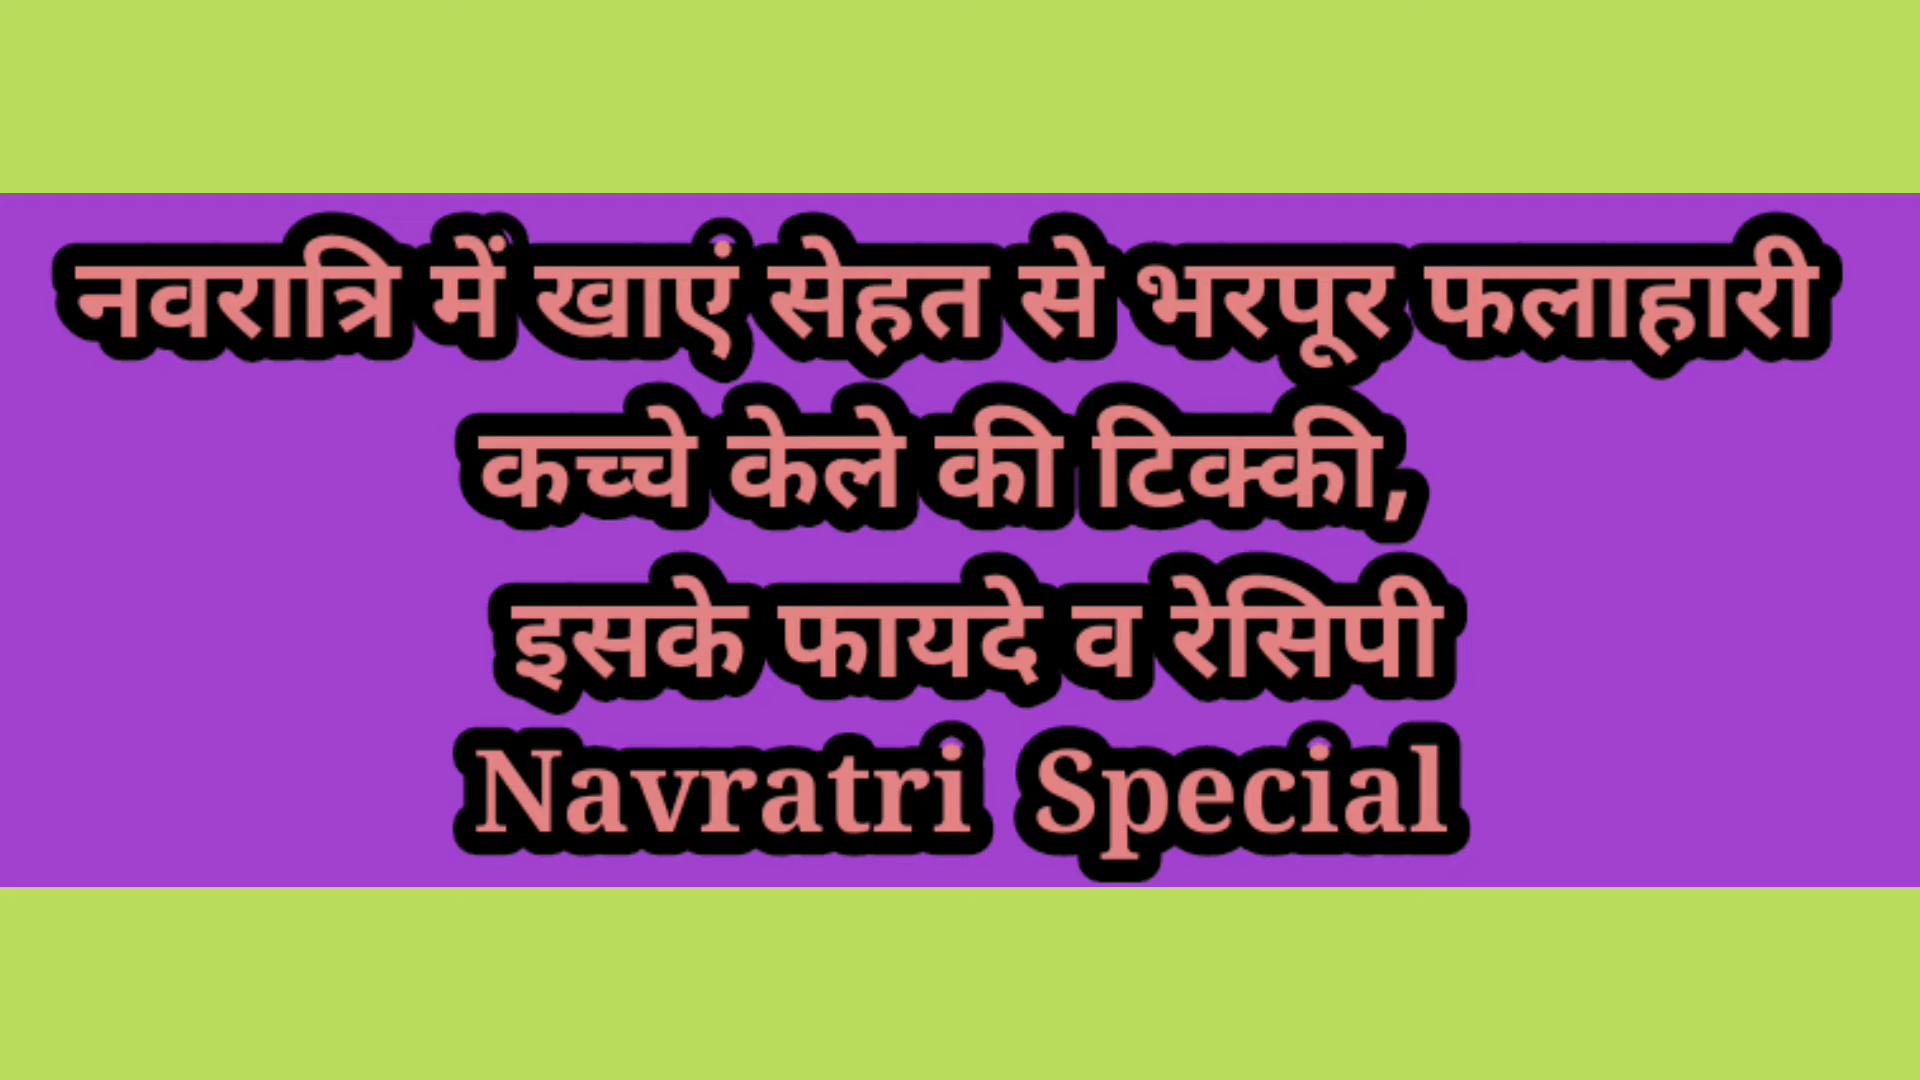 नवरात्रि में खाएं सेहत से भरपूर फलाहारी
कच्चे केले की टिक्की,
इसके फायदे व रेसिपी
Navratri Special